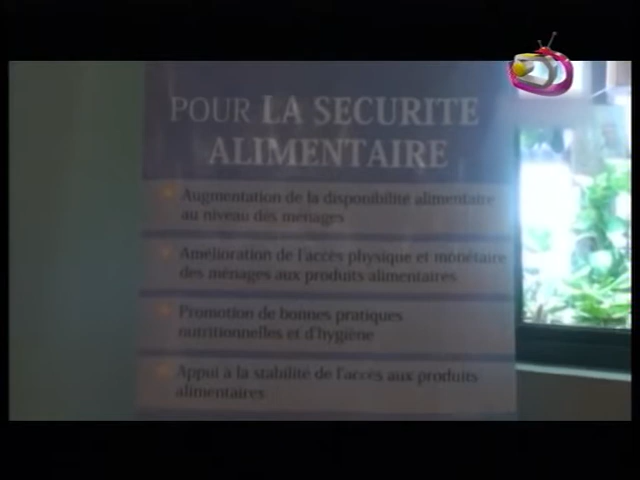 POUR LA SECURITE
ALIMENTAIRE
Augmentation de la disponibilité alimentaire
au niveau des ménages
Amélioration de l'accès physique et monétaire
des ménages aux produits alimentaires
Promotion de bonnes pratiques
nutritionnelles et d'hygiène
Appui à la stabilité de l'accès aux produits
alimentaires